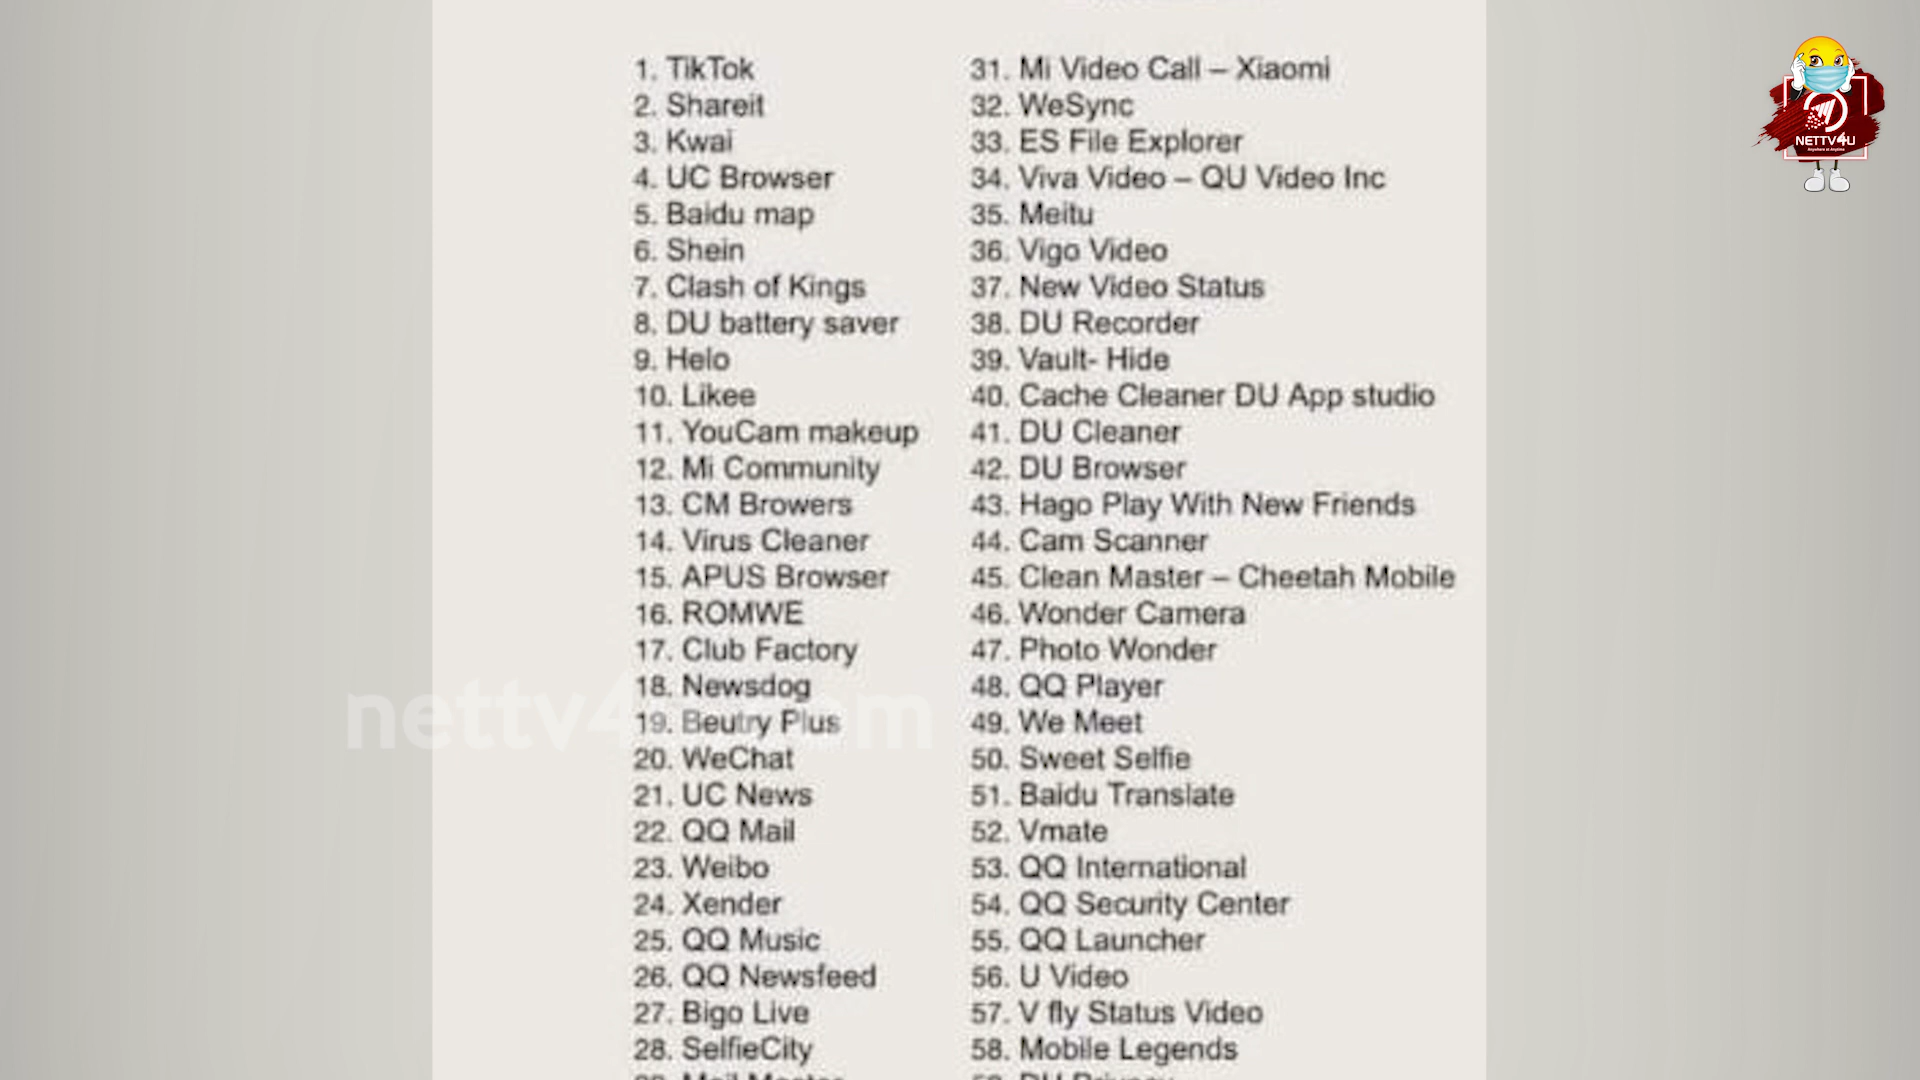 1. TikTok
2. Shareit
3. Kwai
4. UC Browser
5. Baidu map
6. Shein
7. Clash of Kings
8. DU battery saver
9. Helo
10. Likee
11. YouCam makeup
12. Mi Community
13. CM Browers
14. Virus Cleaner
15. APUS Browser
16. ROMWE
17. Club Factory
18. Newsdog
19. Beutry Plus
20. WeChat
21. UC News
22. QQ Mail
23. Weibo
24. Xender
25. QQ Music
26. QQ Newsfeed
27. Bigo Live
28. SelfieCity
31. Mi Video Call – Xiaomi
32. WeSync
33. ES File Explorer
34. Viva Video – QU Video Inc
35. Meitu
36. Vigo Video
37. New Video Status
38. DU Recorder
39. Vault- Hide
40. Cache Cleaner DU App studio
41. DU Cleaner
42. DU Browser
43. Hago Play With New Friends
44. Cam Scanner
45. Clean Master – Cheetah Mobile
46. Wonder Camera
47. Photo Wonder
48. QQ Player
49. We Meet
50. Sweet Selfie
51. Baidu Translate
52. Vmate
53. QQ International
54. QQ Security Center
55. QQ Launcher
56. U Video
57. V fly Status Video
58. Mobile Legends
NETTV4U